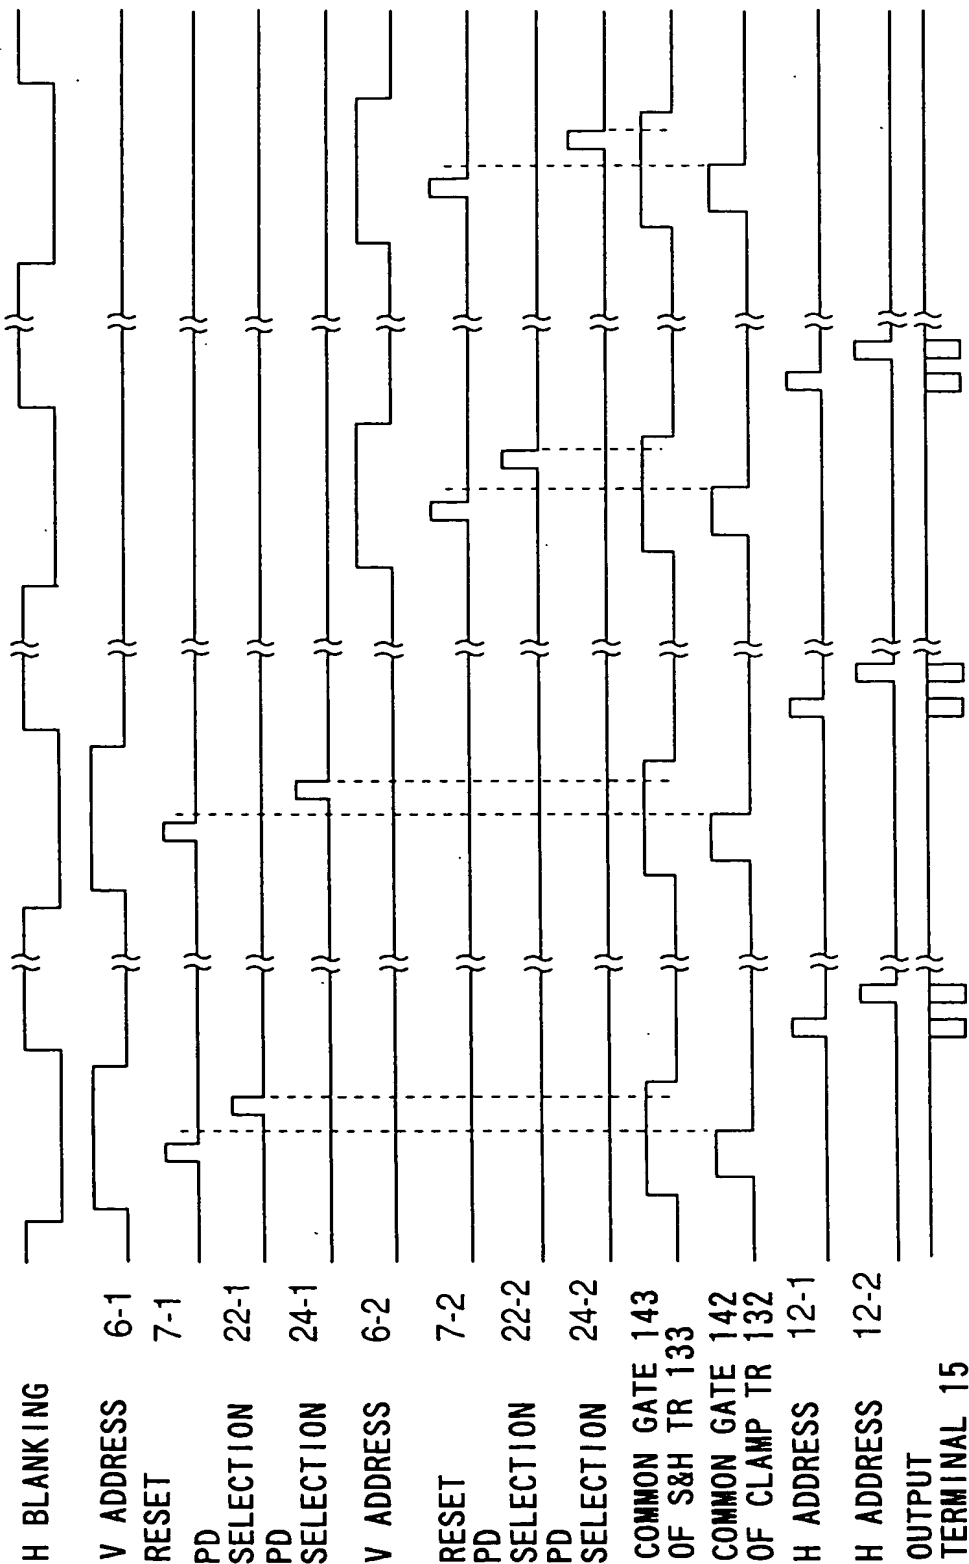 H BLANKING
V ADDRESS 6-1
RESET 7-1
PD
SELECTION 22-1
PD
SELECTION 24-1
V ADDRESS 6-2
RESET 7-2
PD
SELECTION 22-2
PD
SELECTION 24-2
COMMON GATE 143
OF S&H TR 133
COMMON GATE 142
OF CLAMP TR 132
H ADDRESS 12-1
H ADDRESS 12-2
OUTPUT
TERMINAL 15